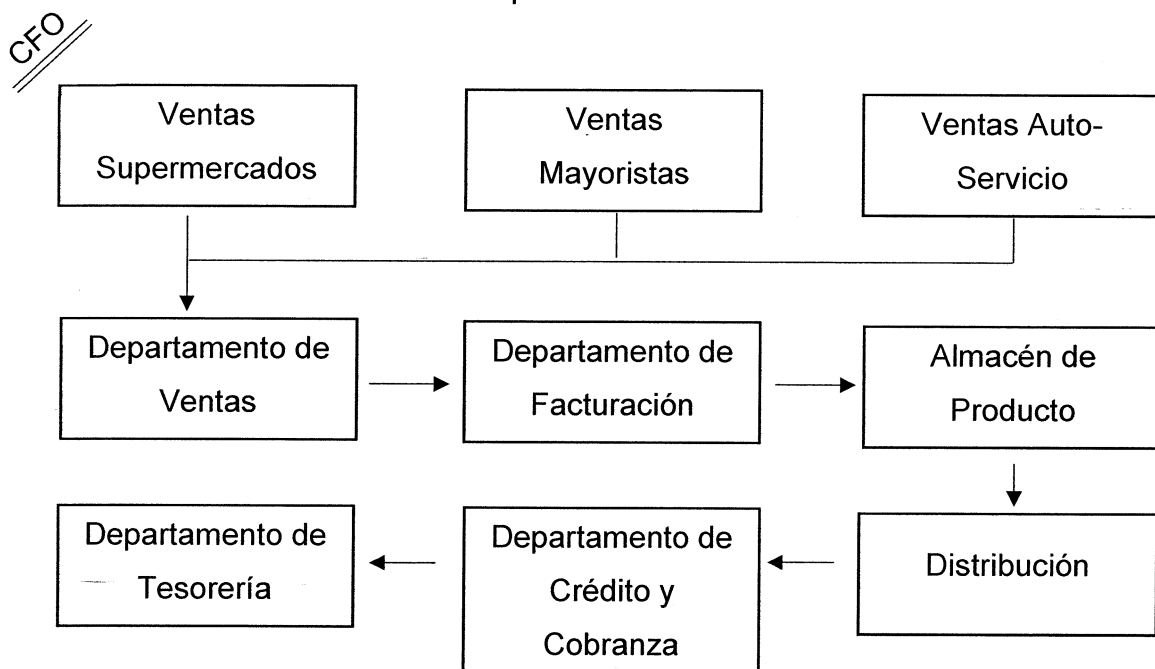 CFO
Ventas
Supermercados
Ventas
Mayoristas
Ventas Auto-
Servicio
Departamento de
Ventas
Departamento de
Facturación
Almacén de
Producto
Departamento de
Tesorería
Departamento de
Crédito y
Cobranza
Distribución